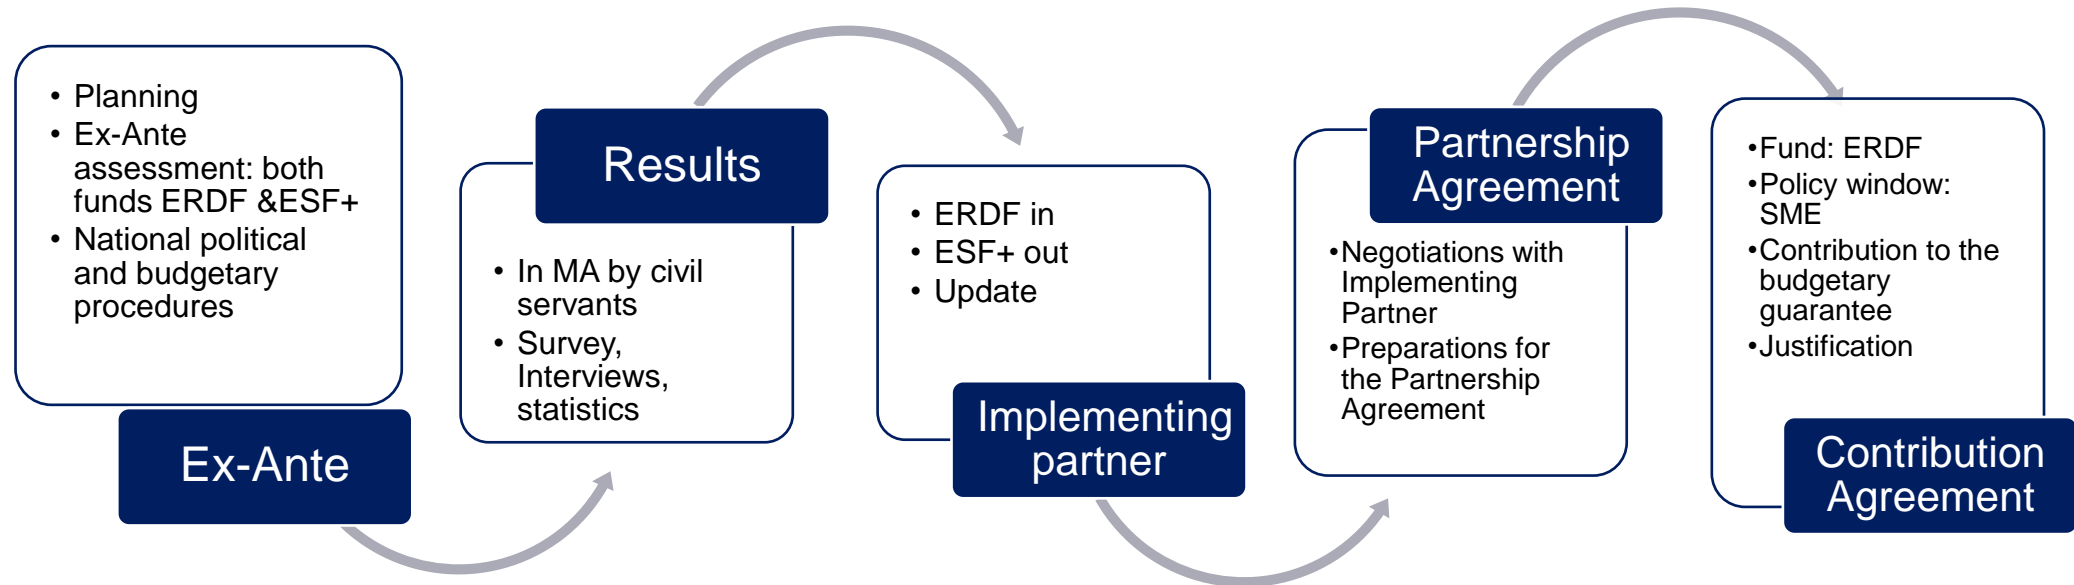 • Planning
• Ex-Ante
assessment: both
funds ERDF &ESF+
• National political
and budgetary
procedures
Ex-Ante
Results
• In MA by civil
servants
• Survey,
Interviews,
statistics
• ERDF in
• ESF+ out
• Update
Implementing
partner
Partnership
Agreement
•Negotiations with
Implementing
Partner
•Preparations for
the Partnership
Agreement
•Fund: ERDF
•Policy window:
SME
•Contribution to the
budgetary
guarantee
•Justification
Contribution
Agreement